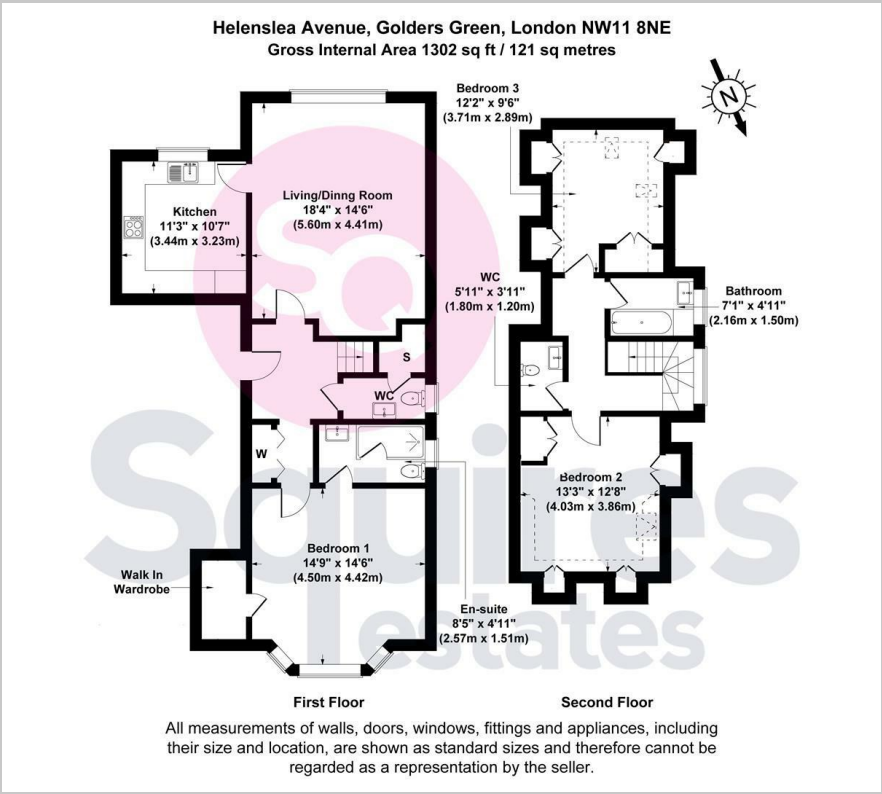 Helenslea Avenue, Golders Green, London NW11 8NE
Gross Internal Area 1302 sq ft / 121 sq metres
N
Bedroom 3
12'2" x 9'6"
(3.71m x 2.89m)
Kitchen
11'3" x 10'7"
(3.44m x 3.23m)
Living/Dinng Room
18'4" x 14'6"
(5.60m x 4.41m)
SQ
WC
5'11" x 3'11"
(1.80m x 1.20m)
Bathroom
7'1" x 4'11"
(2.16m x 1.50m)
S
WC
W
Squires
estates
Bedroom 2
13'3" x 12'8"
(4.03m x 3.86m)
Bedroom 1
14'9" x 14'6"
(4.50m x 4.42m)
Walk In
Wardrobe
En-suite
8'5" x 4'11"
(2.57m x 1.51m)
First Floor
Second Floor
All measurements of walls, doors, windows, fittings and appliances, including
their size and location, are shown as standard sizes and therefore cannot be
regarded as a representation by the seller.